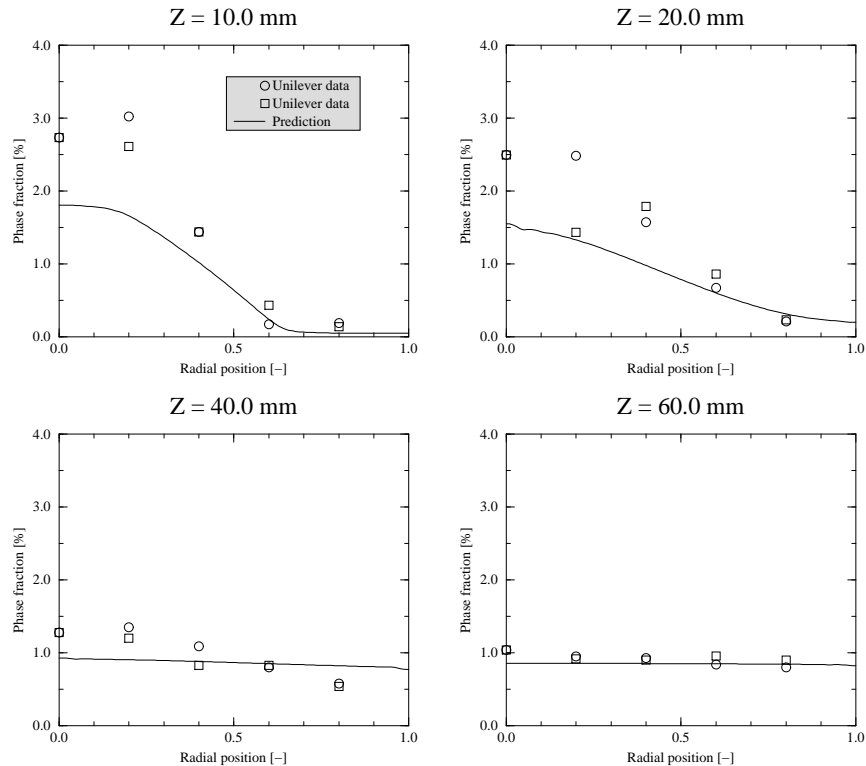 Z = 10.0 mm
4.0
3.0
2.0
1.0
0.0
Phase fraction [%]
Unilever data
Unilever data
Prediction
0.0 0.5 1.0
Radial position [–]
Z = 20.0 mm
4.0
3.0
2.0
1.0
0.0
Phase fraction [%]
0.0 0.5 1.0
Radial position [–]
Z = 40.0 mm
4.0
3.0
2.0
1.0
0.0
Phase fraction [%]
0.0 0.5 1.0
Radial position [–]
Z = 60.0 mm
4.0
3.0
2.0
1.0
0.0
Phase fraction [%]
0.0 0.5 1.0
Radial position [–]